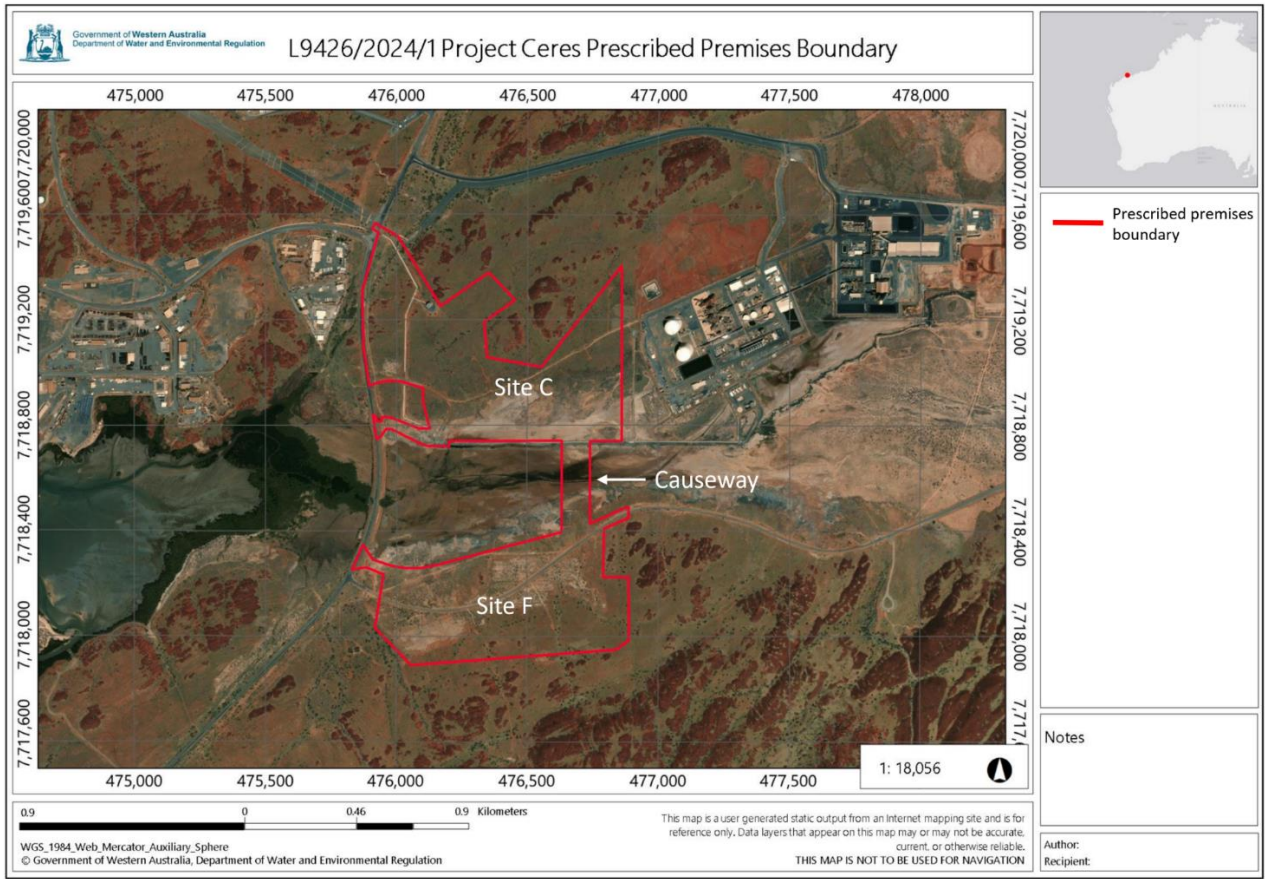 Government of Western Australia
Department of Water and Environmental Regulation
L9426/2024/1 Project Ceres Prescribed Premises Boundary
475,000 475,500 476,000 476,500 477,000 477,500 478,000
7,720,000
7,719,600
7,719,200
7,718,800
7,718,400
7,718,000
7,717,600
Site C
Causeway
Site F
7,720,000
7,719,600
7,719,200
7,718,800
7,718,400
7,718,000
475,000 475,500 476,000 476,500 477,000 477,500
1: 18,056
AUSTRALIA
Prescribed premises
boundary
Notes
0.9 0 0.46 0.9 Kilometers
WGS_1984_Web_Mercator_Auxiliary_Sphere
© Government of Western Australia, Department of Water and Environmental Regulation
This map is a user generated static output from an Internet mapping site and is for
reference only. Data layers that appear on this map may or may not be accurate,
current, or otherwise reliable.
THIS MAP IS NOT TO BE USED FOR NAVIGATION
Author:
Recipient: